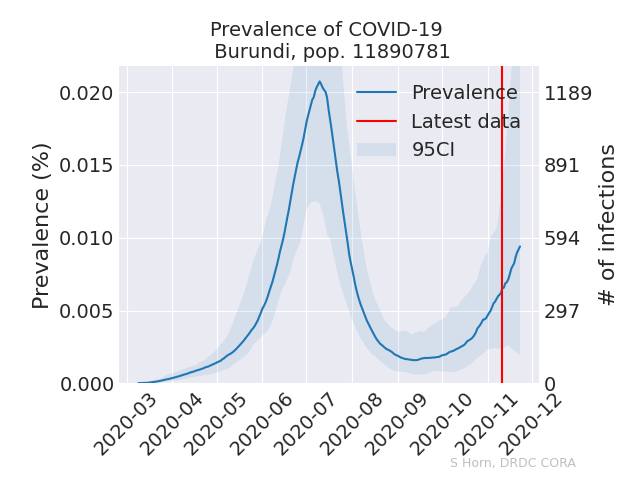 Prevalence of COVID-19
Burundi, pop. 11890781
Prevalence
Latest data
95CI
Prevalence (%)
0.020
0.015
0.010
0.005
0.000
1189
891
594
297
0
# of infections
2020-03
2020-04
2020-05
2020-06
2020-07
2020-08
2020-09
2020-10
2020-11
2020-12
S Horn, DRDC CORA